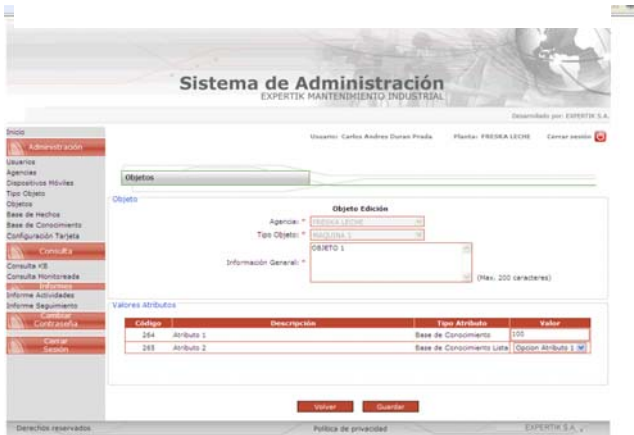 Sistema de Administración
EXPERTIK MANTENIMIENTO INDUSTRIAL
Desarrollado por: EXPERTIK S.A.
Usuario: Carlos Andres Duran Prada
Planta: FRESKA LECHE
Cerrar sesión
Inicio
Administración
Usuarios
Agencias
Dispositivos Móviles
Tipo Objeto
Objetos
Base de Hechos
Base de Conocimiento
Configuración Tarjeta
Consulta
Consulta KB
Consulta Monitoreada
Informes
Informe Actividades
Informe Seguimiento
Cambiar
Contraseña
Cerrar
Sesión
Objetos
Objeto
Objeto Edición
Agencia: * FRESKA LECHE
Tipo Objeto: * MAQUINA 1
Información General: * OBJETO 1
(Max. 200 caracteres)
Valores Atributos
Código Descripción Tipo Atributo Valor
264 Atributo 1 Base de Conocimiento 100
265 Atributo 2 Base de Conocimiento Lista Opcion Atributo 1
Volver Guardar
Derechos reservados Política de privacidad EXPERTIK S.A.